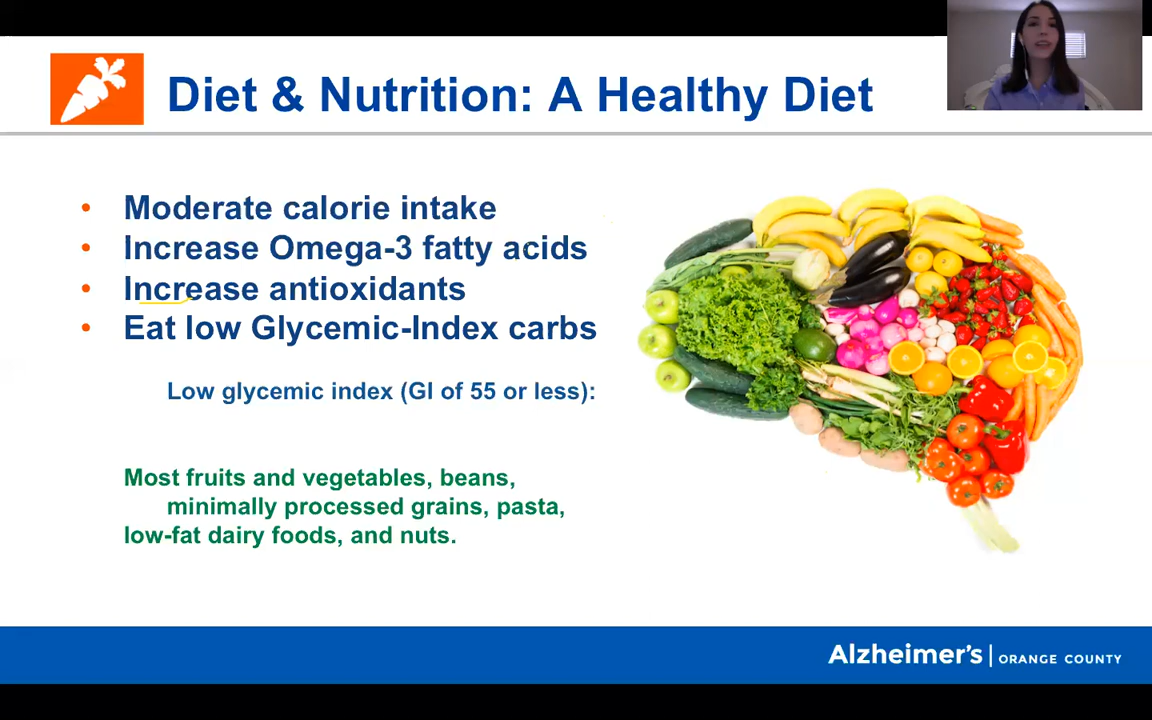 Diet & Nutrition: A Healthy Diet
• Moderate calorie intake
• Increase Omega-3 fatty acids
• Increase antioxidants
• Eat low Glycemic-Index carbs
Low glycemic index (GI of 55 or less):
Most fruits and vegetables, beans,
minimally processed grains, pasta,
low-fat dairy foods, and nuts.
Alzheimer's | ORANGE COUNTY